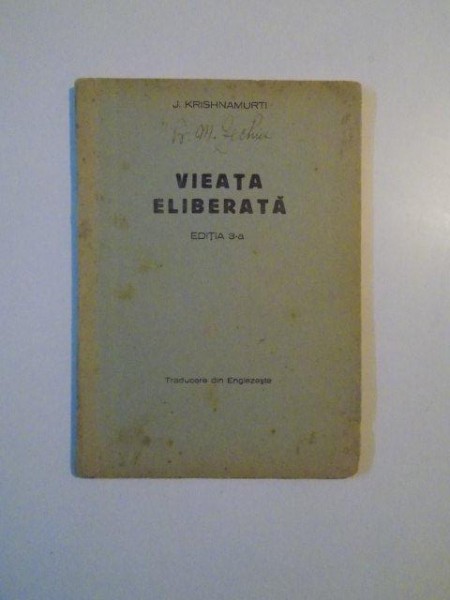 J. KRISHNAMURTI
VIEAȚA
ELIBERATĂ
EDIȚIA 3-a
Traducere din Englezește